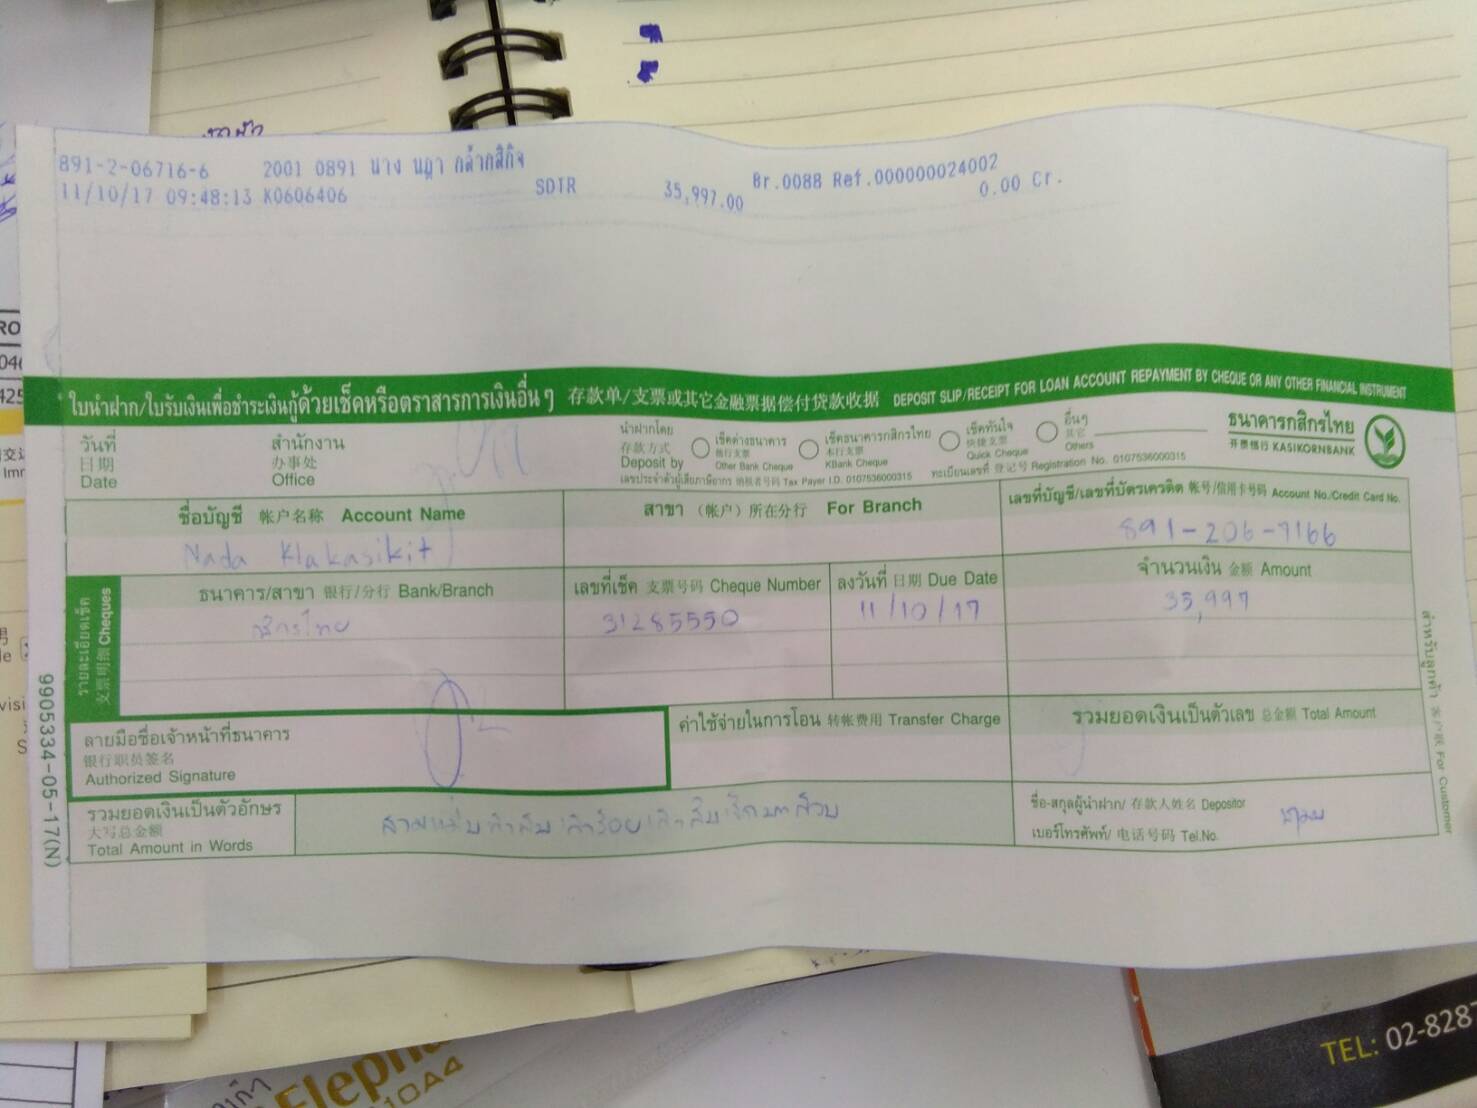 891-2-06716-6 2001 0891 นาง นฎา กล้ากสิกิจ Br.0088 Ref.000000024002
11/10/17 09:48:13 K0606406 SDTR 35,997.00 0.00 Cr.
ใบนำฝาก/ใบรับเงินเพื่อชำระเงินกู้ด้วยเช็คหรือตราสารการเงินอื่น ๆ 存款单/支票或其它金融票据偿付贷款收据 DEPOSIT SLIP/RECEIPT FOR LOAN ACCOUNT REPAYMENT BY CHEQUE OR ANY OTHER FINANCIAL INSTRUMENT
วันที่
日期
Date
สำนักงาน
办事处
Office
นำฝากโดย
存款方式
Deposit by
เช็คต่างธนาคาร
他行支票
Other Bank Cheque
เช็คธนาคารกสิกรไทย
本行支票
KBank Cheque
เช็คทันใจ
快捷支票
Quick Cheque
อื่นๆ
其它
Others
เลขประจำตัวผู้เสียภาษีอากร 纳税者号码 Tax Payer I.D. 0107536000315 ทะเบียนเลขที่ 登记号 Registration No. 0107536000315
ธนาคารกสิกรไทย
开泰银行 KASIKORNBANK
ชื่อบัญชี 帐户名称 Account Name
Nada Klakasikit
สาขา (帐户) 所在分行 For Branch
เลขที่บัญชี/เลขที่บัตรเครดิต 帐号/信用卡号码 Account No./Credit Card No.
891-206-7166
รายละเอียดเช็ค
支票明细 Cheques
ธนาคาร/สาขา 银行/分行 Bank/Branch
กสิกรไทย
เลขที่เช็ค 支票号码 Cheque Number
31285550
ลงวันที่ 日期 Due Date
11/10/17
จำนวนเงิน 金额 Amount
35,997
ลายมือชื่อเจ้าหน้าที่ธนาคาร
银行职员签名
Authorized Signature
ค่าใช้จ่ายในการโอน 转帐费用 Transfer Charge
รวมยอดเงินเป็นตัวเลข 总金额 Total Amount
รวมยอดเงินเป็นตัวอักษร
大写总金额
Total Amount in Words
สามหมื่นห้าพันเก้าร้อยเก้าสิบเจ็ดบาทถ้วน
ชื่อ-สกุลผู้นำฝาก/ 存款人姓名 Depositor
เบอร์โทรศัพท์/ 电话号码 Tel.No.
สำหรับลูกค้า 客户联 For Customer
9905334-05-17(N)
TEL: 02-828